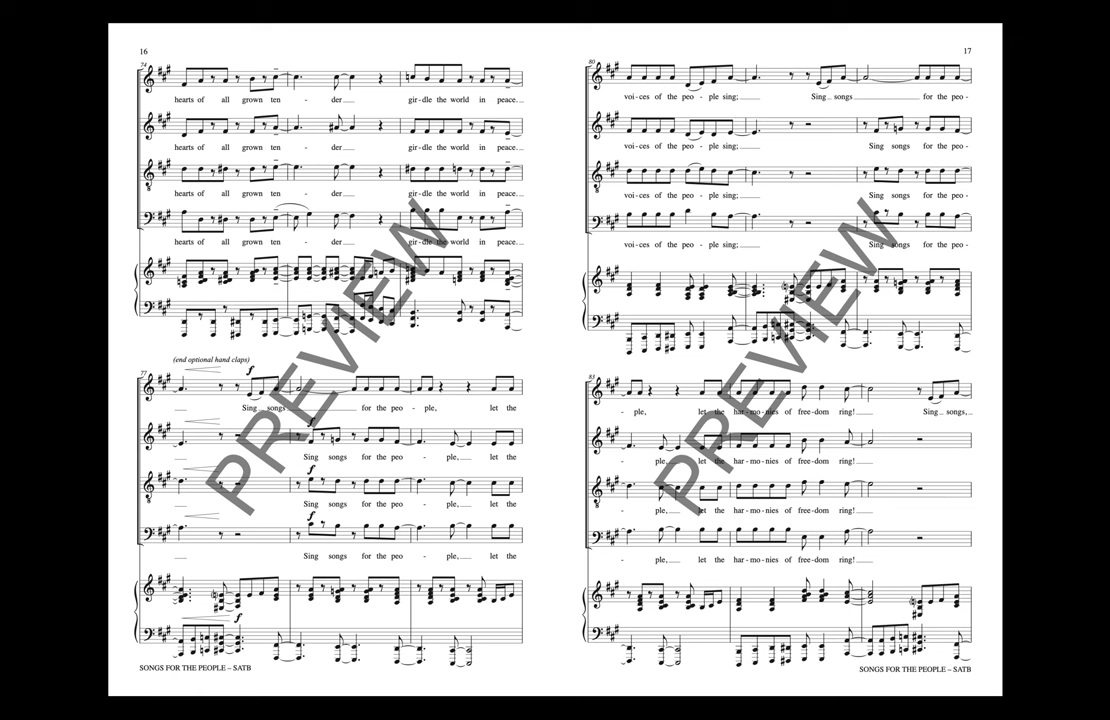 16
74
hearts of all grown ten - der
gir - dle the world in peace.
hearts of all grown ten - der
gir - dle the world in peace.
hearts of all grown ten - der
gir - dle the world in peace.
hearts of all grown ten - der
gir - dle the world in peace.
(end optional hand claps)
77
f
Sing songs for the peo - ple, let the
f
Sing songs for the peo - ple, let the
f
Sing songs for the peo - ple, let the
f
Sing songs for the peo - ple, let the
f
SONGS FOR THE PEOPLE – SATB
PREVIEW
17
80
voi - ces of the peo - ple sing; Sing songs for the peo -
voi - ces of the peo - ple sing; Sing songs for the peo -
voi - ces of the peo - ple sing; Sing songs for the peo -
voi - ces of the peo - ple sing; Sing songs for the peo -
83
- ple, let the har - mo - nies of free - dom ring! Sing songs,
- ple, let the har - mo - nies of free - dom ring!
- ple, let the har - mo - nies of free - dom ring!
- ple, let the har - mo - nies of free - dom ring!
SONGS FOR THE PEOPLE – SATB
PREVIEW